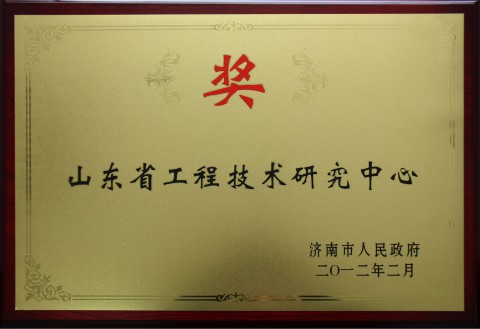 奖
山东省工程技术研究中心
济南市人民政府
二〇一二年二月